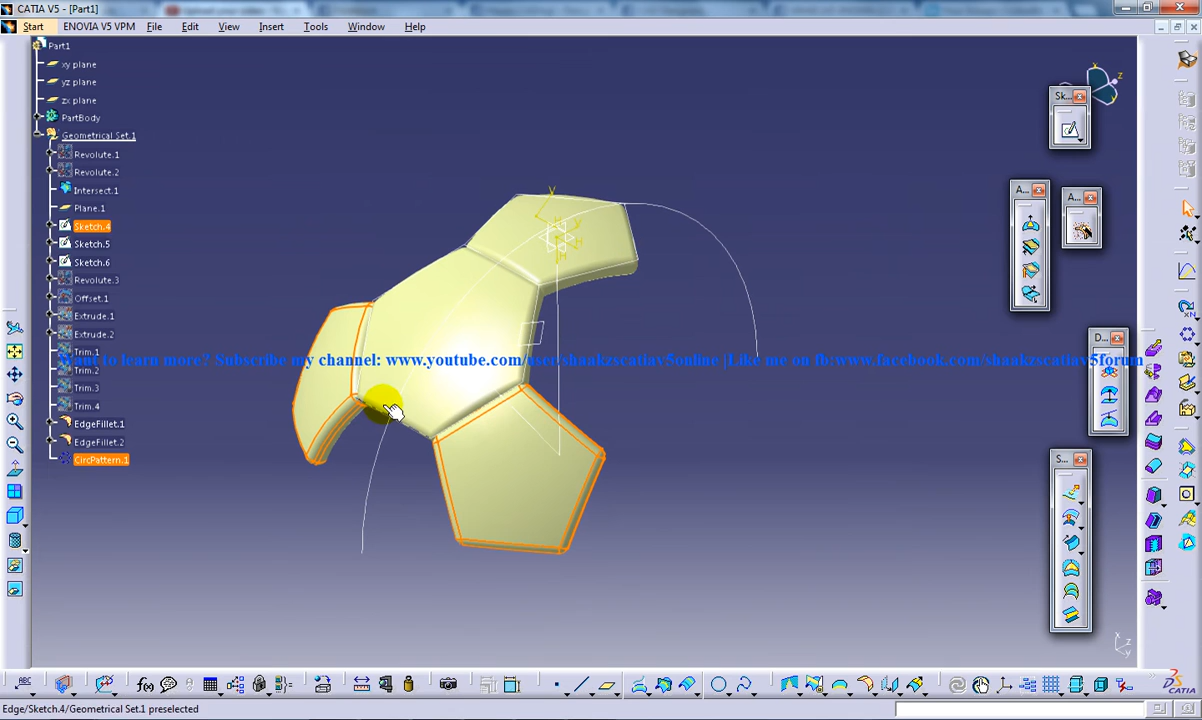 CATIA V5 - [Part1]
Start ENOVIA V5 VPM File Edit View Insert Tools Window Help
Part1
xy plane
yz plane
zx plane
PartBody
Geometrical Set.1
Revolute.1
Revolute.2
Intersect.1
Plane.1
Sketch.4
Sketch.5
Sketch.6
Revolute.3
Offset.1
Extrude.1
Extrude.2
Trim.1
Trim.2
Trim.3
Trim.4
EdgeFillet.1
EdgeFillet.2
CircPattern.1
Want to learn more? Subscribe my channel: www.youtube.com/user/shaakzscatiav5online |Like me on fb:www.facebook.com/shaakzscatiav5forum
Sk...
A...
A...
D...
S...
V
V
H
H
H
x
z
y
x
z
y
ABC
f(x)
CATIA
Edge/Sketch.4/Geometrical Set.1 preselected